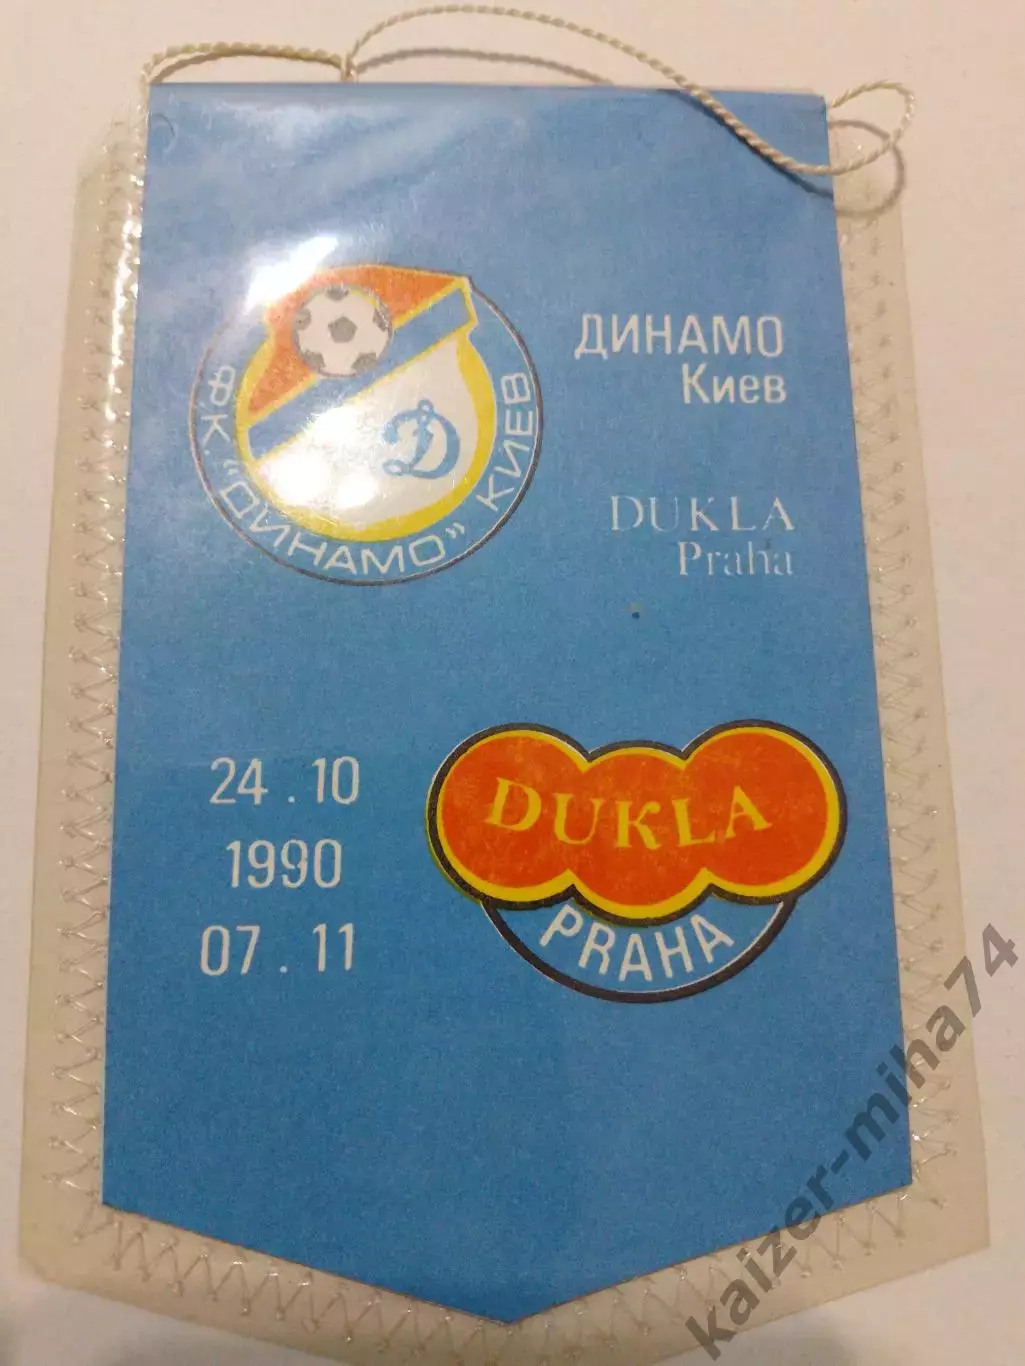 ФК. "ДИНАМО" КИЕВ
Д
ДИНАМО
Киев
DUKLA
Praha
24.10
1990
07.11
DUKLA
PRAHA
kaizer-miha74